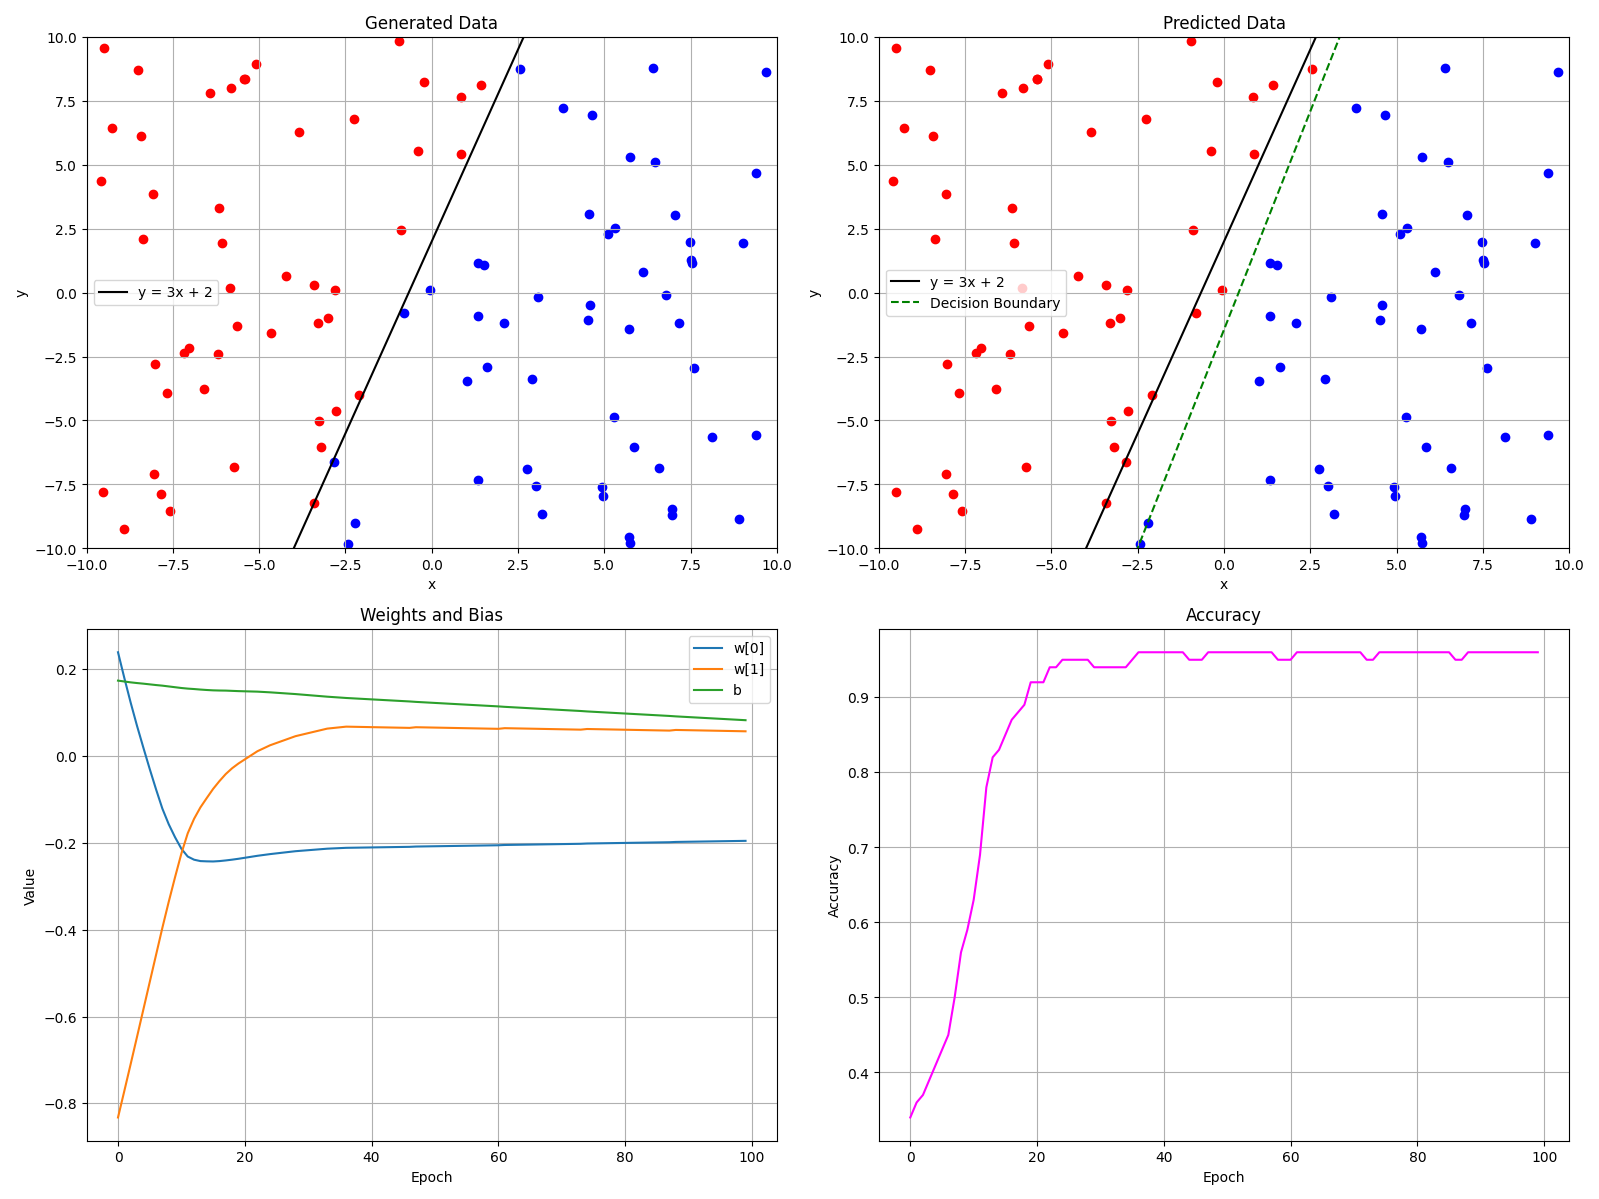 Generated Data
10.0
7.5
5.0
2.5
0.0
−2.5
−5.0
−7.5
−10.0
y
y = 3x + 2
−10.0 −7.5 −5.0 −2.5 0.0 2.5 5.0 7.5 10.0
x
Predicted Data
10.0
7.5
5.0
2.5
0.0
−2.5
−5.0
−7.5
−10.0
y
y = 3x + 2
Decision Boundary
−10.0 −7.5 −5.0 −2.5 0.0 2.5 5.0 7.5 10.0
x
Weights and Bias
w[0]
w[1]
b
0.2
0.0
−0.2
−0.4
−0.6
−0.8
Value
0 20 40 60 80 100
Epoch
Accuracy
0.9
0.8
0.7
0.6
0.5
0.4
Accuracy
0 20 40 60 80 100
Epoch